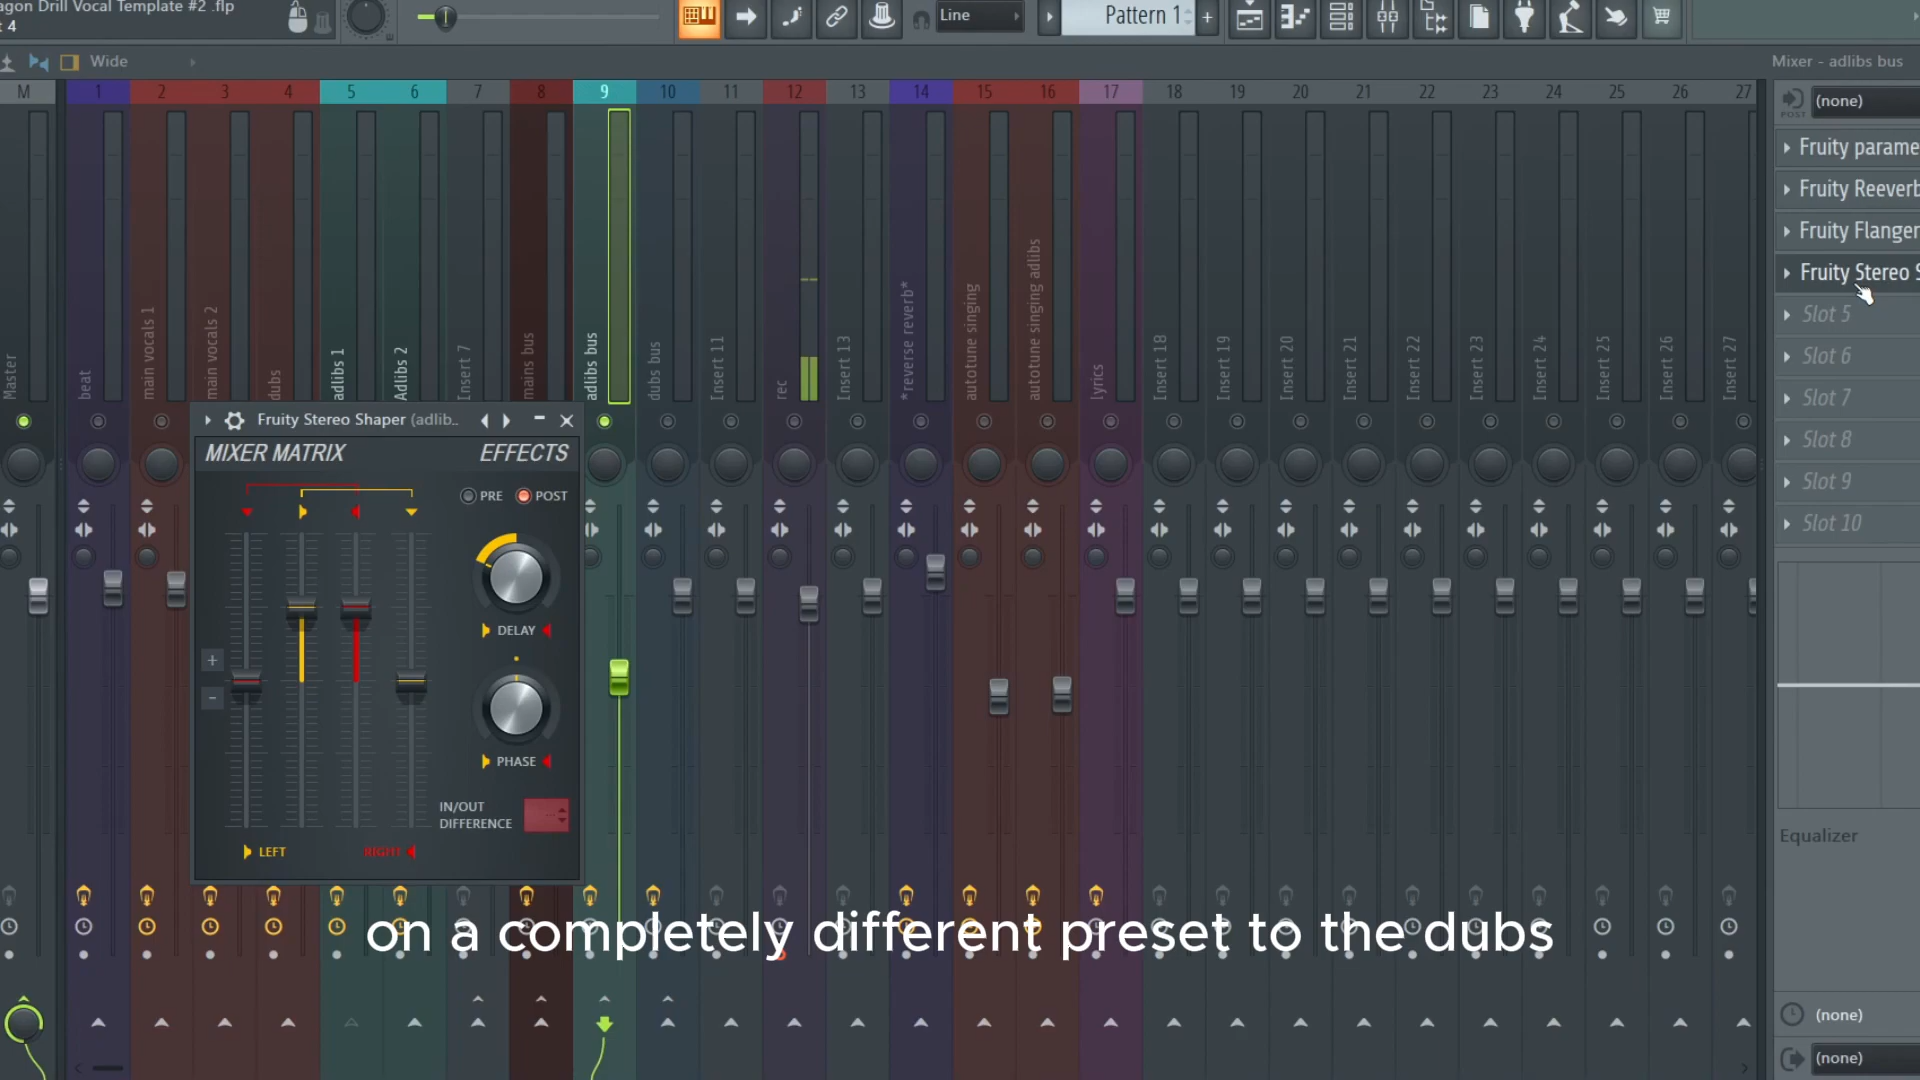 agon Drill Vocal Template #2 .flp
t 4
Line
Pattern 1
+
Wide
Mixer - adlibs bus
M 1 2 3 4 5 6 7 8 9 10 11 12 13 14 15 16 17 18 19 20 21 22 23 24 25 26 27
(none)
POST
Fruity parame
Fruity Reeverb
Fruity Flanger
Fruity Stereo S
Slot 5
Slot 6
Slot 7
Slot 8
Slot 9
Slot 10
Master
beat
main vocals 1
main vocals 2
dubs
adlibs 1
Adlibs 2
Insert 7
mains bus
adlibs bus
dubs bus
Insert 11
rec
Insert 13
*reverse reverb*
autotune singing
autotune singing adlibs
lyrics
Insert 18
Insert 19
Insert 20
Insert 21
Insert 22
Insert 23
Insert 24
Insert 25
Insert 26
Insert 27
Fruity Stereo Shaper (adlib..
MIXER MATRIX EFFECTS
PRE POST
DELAY
PHASE
IN/OUT
DIFFERENCE
LEFT RIGHT
Equalizer
on a completely different preset to the dubs
(none)
(none)